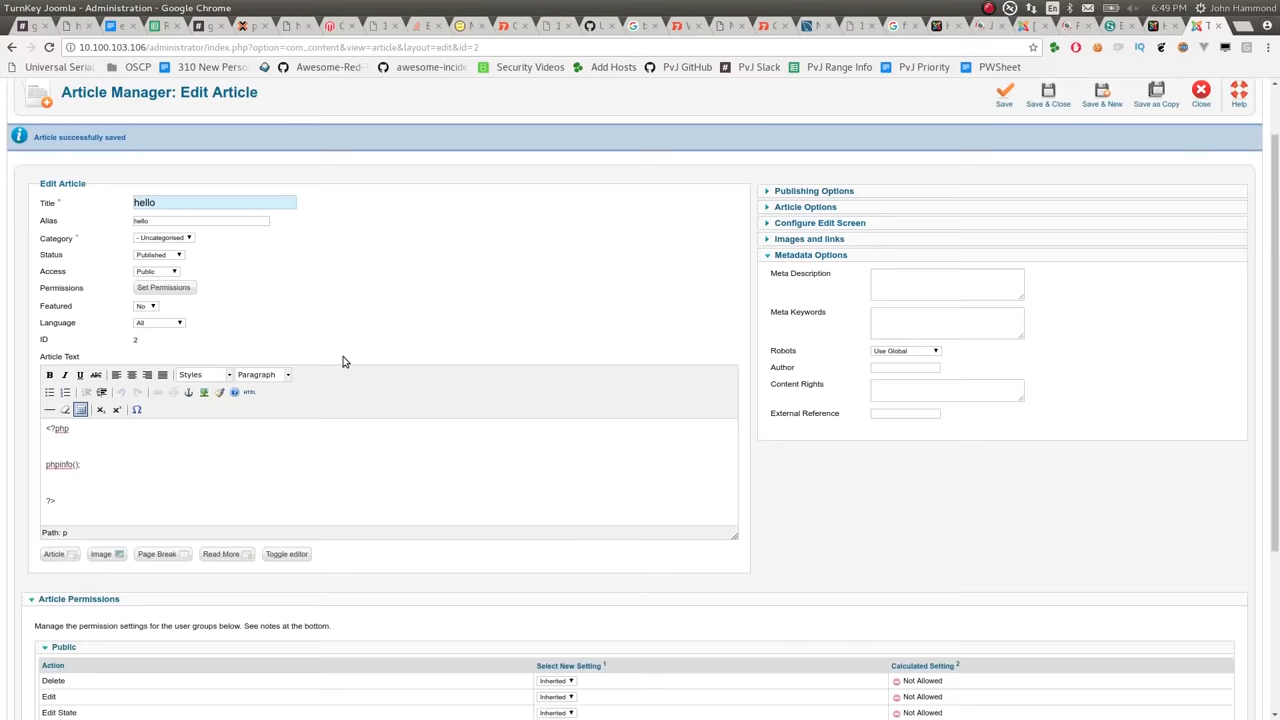 TurnKey Joomla - Administration - Google Chrome
En
6:49 PM
John Hammond
10.100.103.106/administrator/index.php?option=com_content&view=article&layout=edit&id=2
Universal Serial
OSCP
310 New Perso
Awesome-Red-T
awesome-incide
Security Videos
Add Hosts
PvJ GitHub
PvJ Slack
PvJ Range Info
PvJ Priority
PWSheet
Article Manager: Edit Article
Save
Save & Close
Save & New
Save as Copy
Close
Help
Article successfully saved
Edit Article
Title * hello
Alias hello
Category * - Uncategorised
Status Published
Access Public
Permissions Set Permissions
Featured No
Language All
ID 2
Article Text
B I U ABC Styles Paragraph
HTML
<?php
phpinfo();
?>
Path: p
Article
Image
Page Break
Read More
Toggle editor
Publishing Options
Article Options
Configure Edit Screen
Images and links
Metadata Options
Meta Description
Meta Keywords
Robots Use Global
Author
Content Rights
External Reference
Article Permissions
Manage the permission settings for the user groups below. See notes at the bottom.
Public
Action Select New Setting 1 Calculated Setting 2
Delete Inherited Not Allowed
Edit Inherited Not Allowed
Edit State Inherited Not Allowed